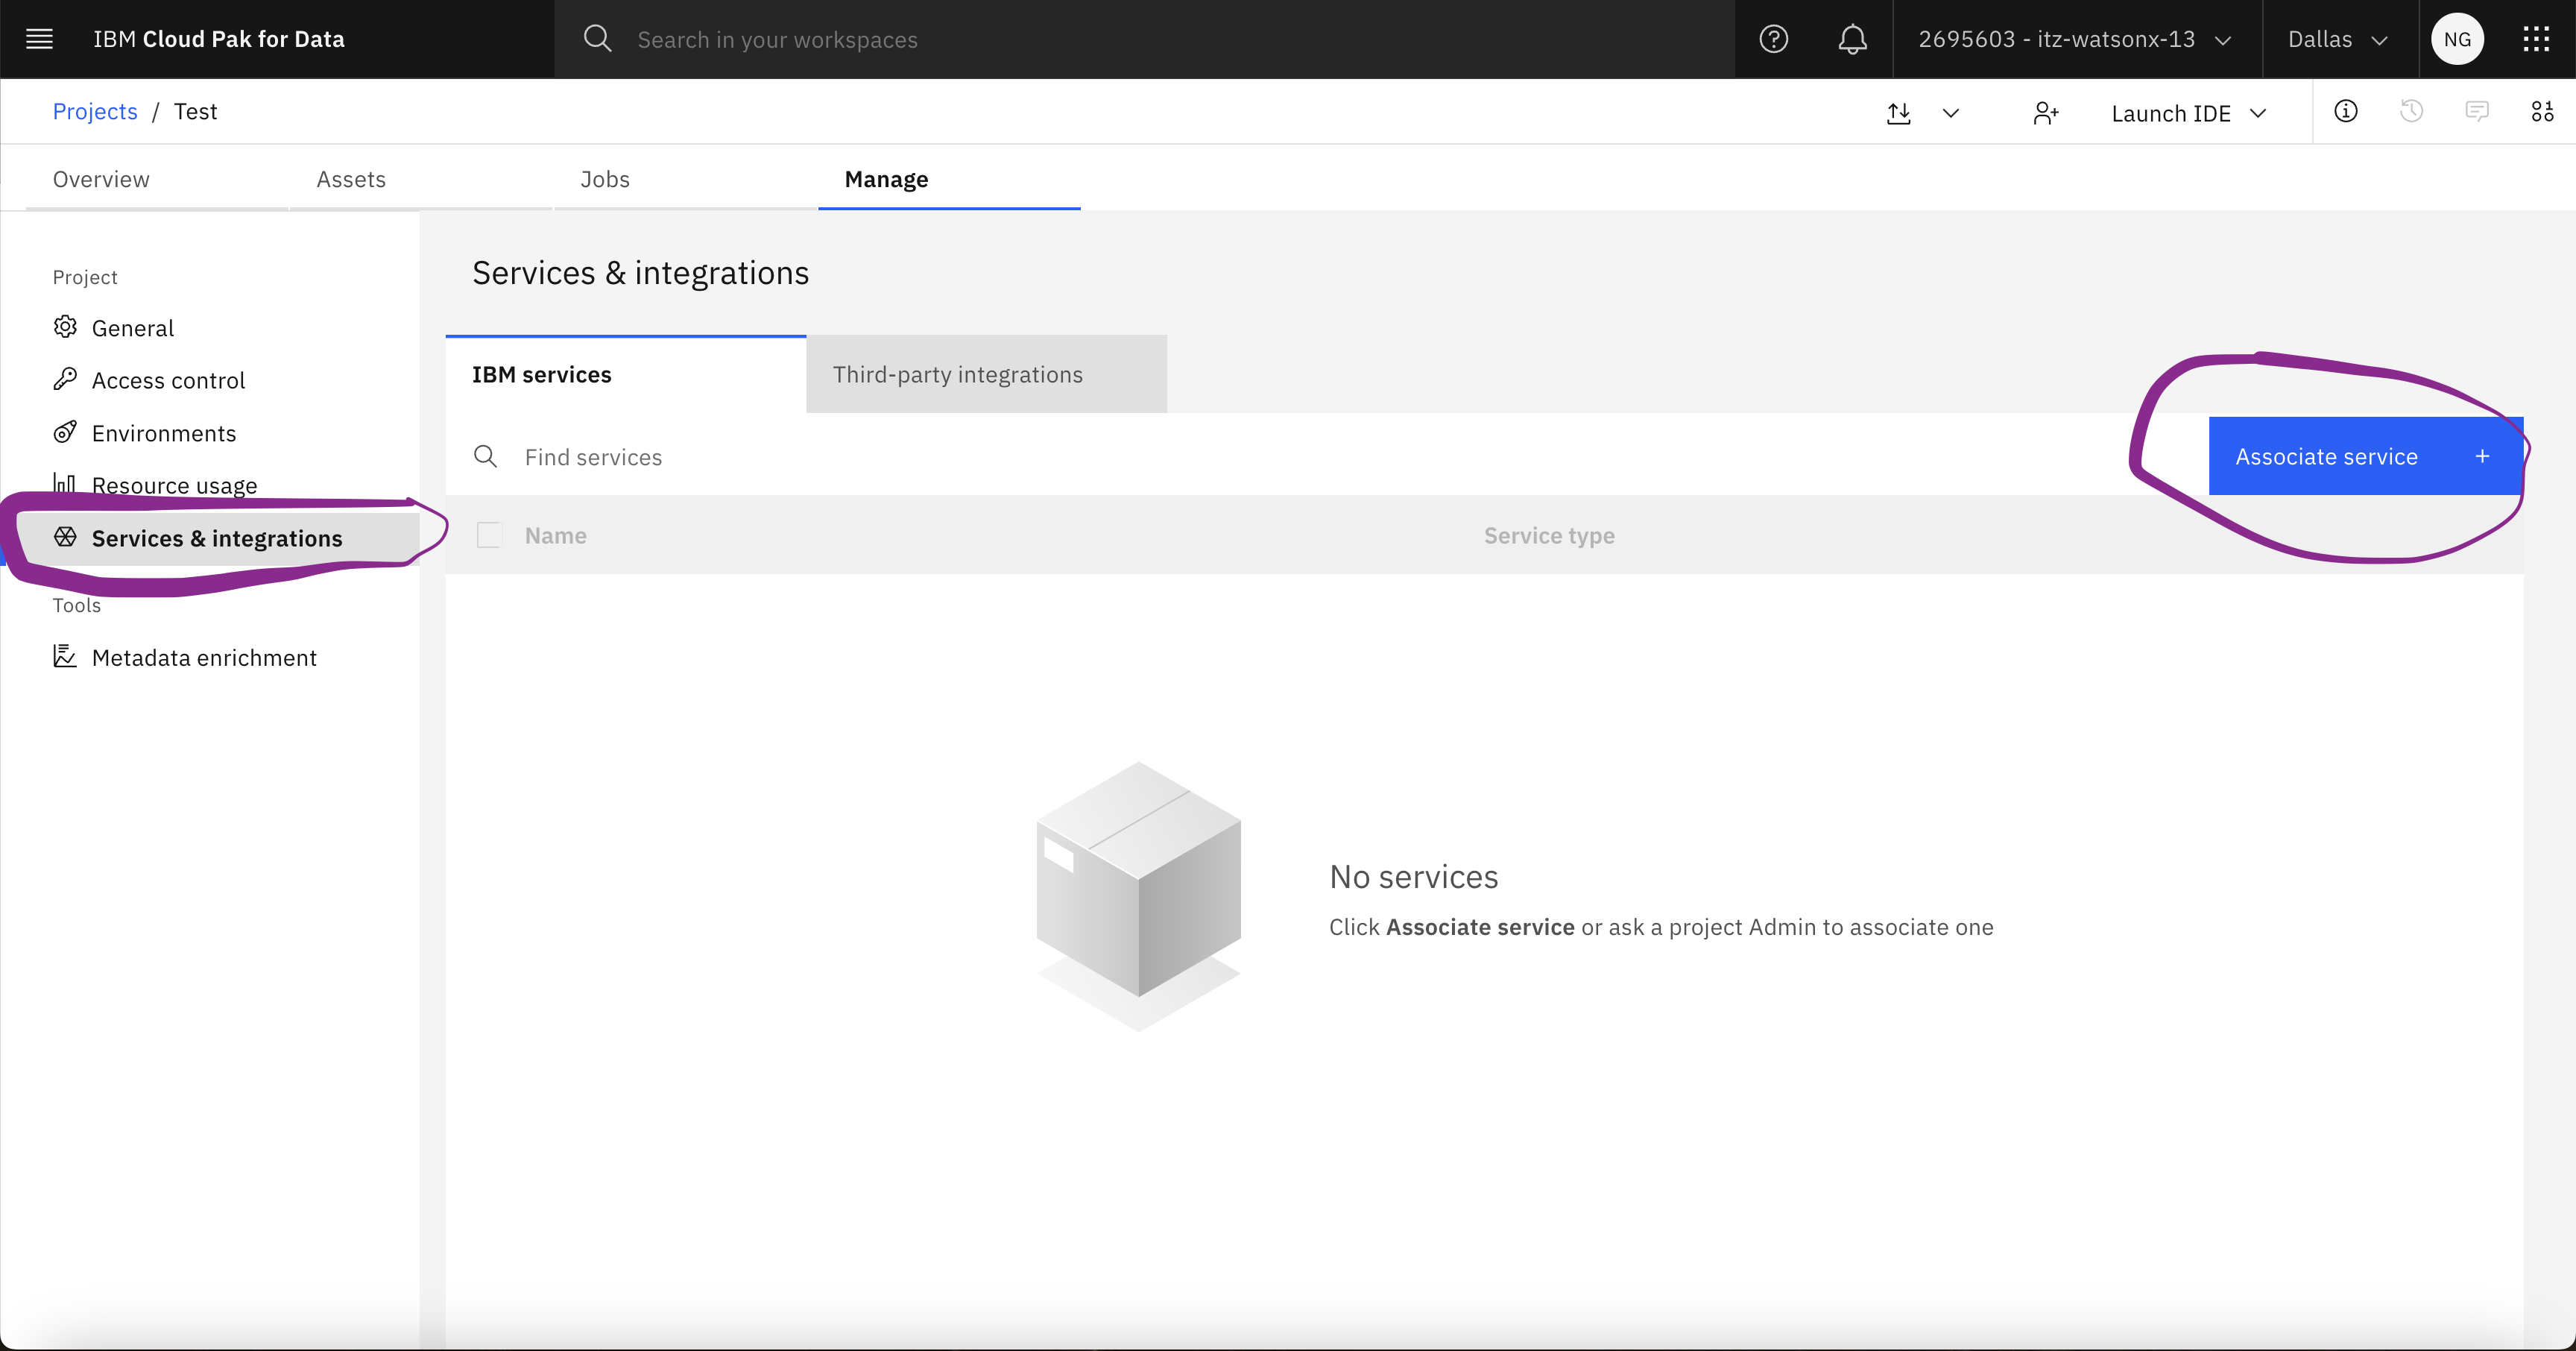 IBM Cloud Pak for Data
Search in your workspaces
2695603 - itz-watsonx-13
Dallas
NG
Projects / Test
Launch IDE
Overview
Assets
Jobs
Manage
Project
General
Access control
Environments
Resource usage
Services & integrations
Tools
Metadata enrichment
Services & integrations
IBM services
Third-party integrations
Find services
Associate service +
Name
Service type
No services
Click Associate service or ask a project Admin to associate one